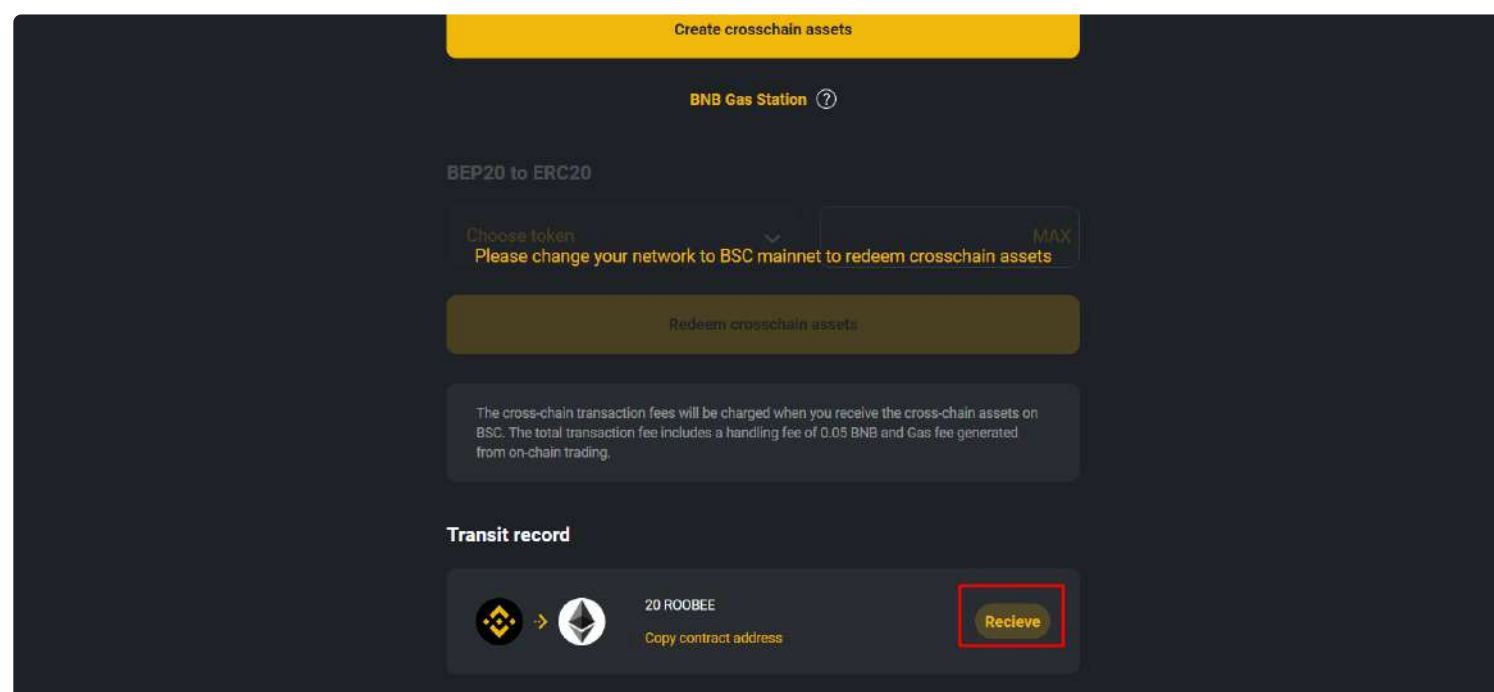 Create crosschain assets
BNB Gas Station ?
BEP20 to ERC20
Choose token
MAX
Please change your network to BSC mainnet to redeem crosschain assets
Redeem crosschain assets
The cross-chain transaction fees will be charged when you receive the cross-chain assets on
BSC. The total transaction fee includes a handling fee of 0.05 BNB and Gas fee generated
from on-chain trading.
Transit record
20 ROOBEE
Copy contract address
Recieve